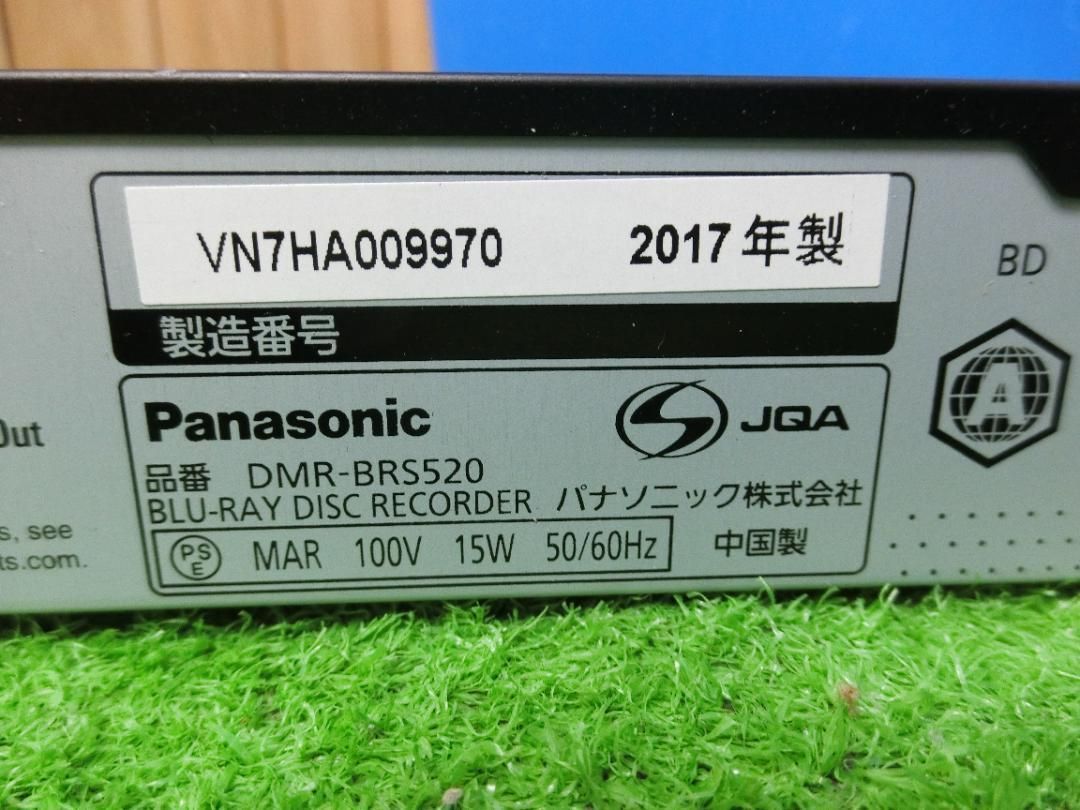 VN7HA009970 2017年製
製造番号
BD
A
Panasonic
S JQA
品番 DMR-BRS520
BLU-RAY DISC RECORDER パナソニック株式会社
PSE MAR 100V 15W 50/60Hz 中国製
Out
s, see
ts.com.